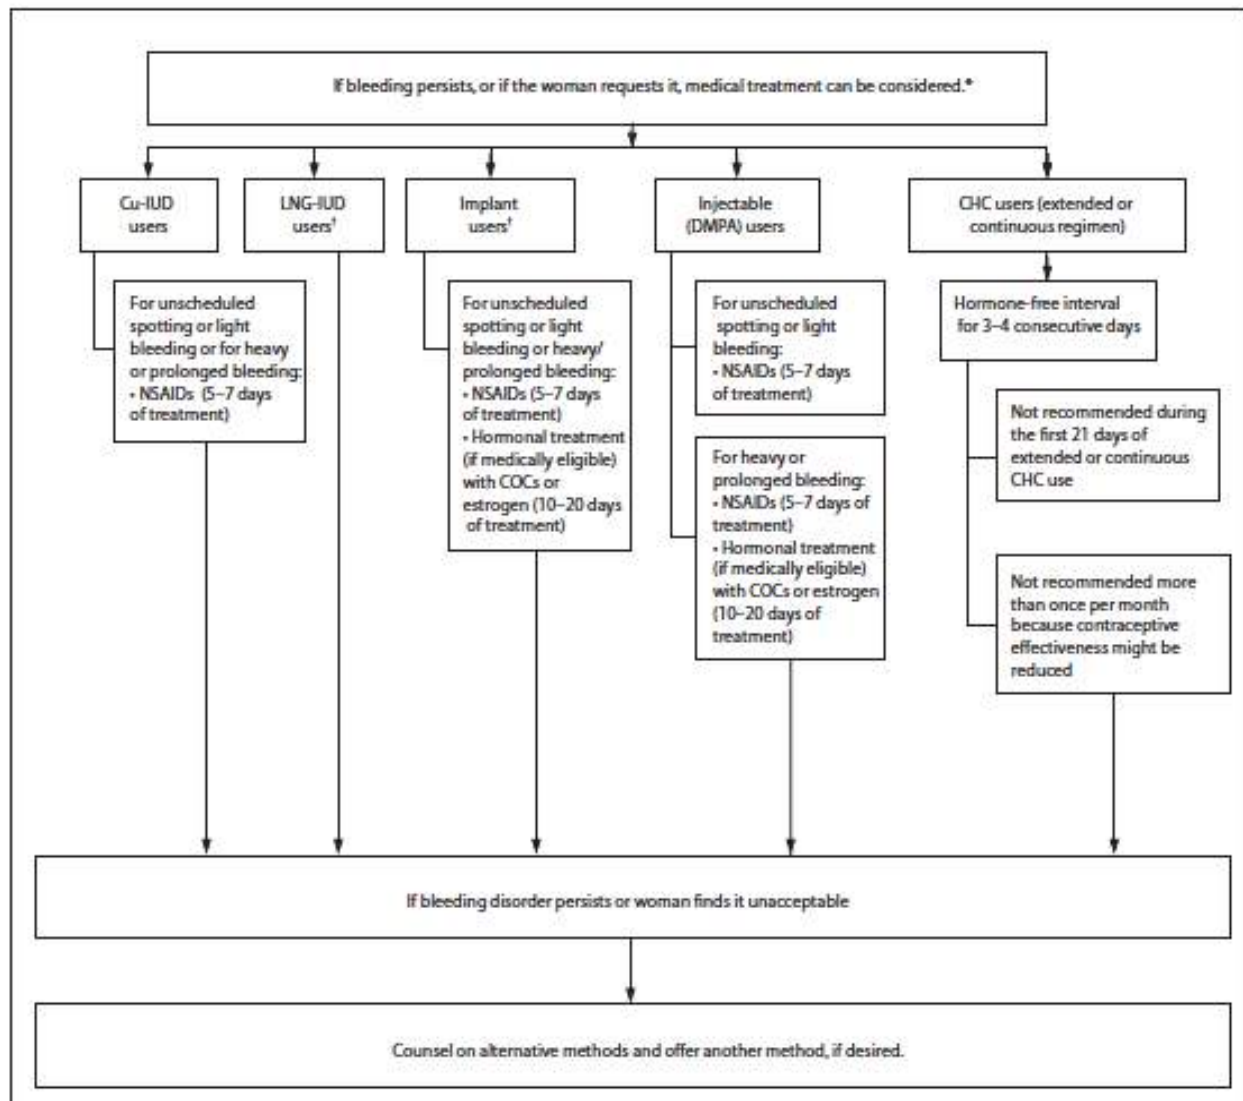 If bleeding persists, or if the woman requests it, medical treatment can be considered.*
Cu-IUD
users
LNG-IUD
users†
Implant
users†
Injectable
(DMPA) users
CHC users (extended or
continuous regimen)
For unscheduled
spotting or light
bleeding or for heavy
or prolonged bleeding:
• NSAIDs (5–7 days
of treatment)
For unscheduled
spotting or light
bleeding or heavy/
prolonged bleeding:
• NSAIDs (5–7 days
of treatment)
• Hormonal treatment
(if medically eligible)
with COCs or
estrogen (10–20 days
of treatment)
For unscheduled
spotting or light
bleeding:
• NSAIDs (5–7 days
of treatment)
For heavy or
prolonged bleeding:
• NSAIDs (5–7 days of
treatment)
• Hormonal treatment
(if medically eligible)
with COCs or estrogen
(10–20 days of
treatment)
Hormone-free interval
for 3–4 consecutive days
Not recommended during
the first 21 days of
extended or continuous
CHC use
Not recommended more
than once per month
because contraceptive
effectiveness might be
reduced
If bleeding disorder persists or woman finds it unacceptable
Counsel on alternative methods and offer another method, if desired.